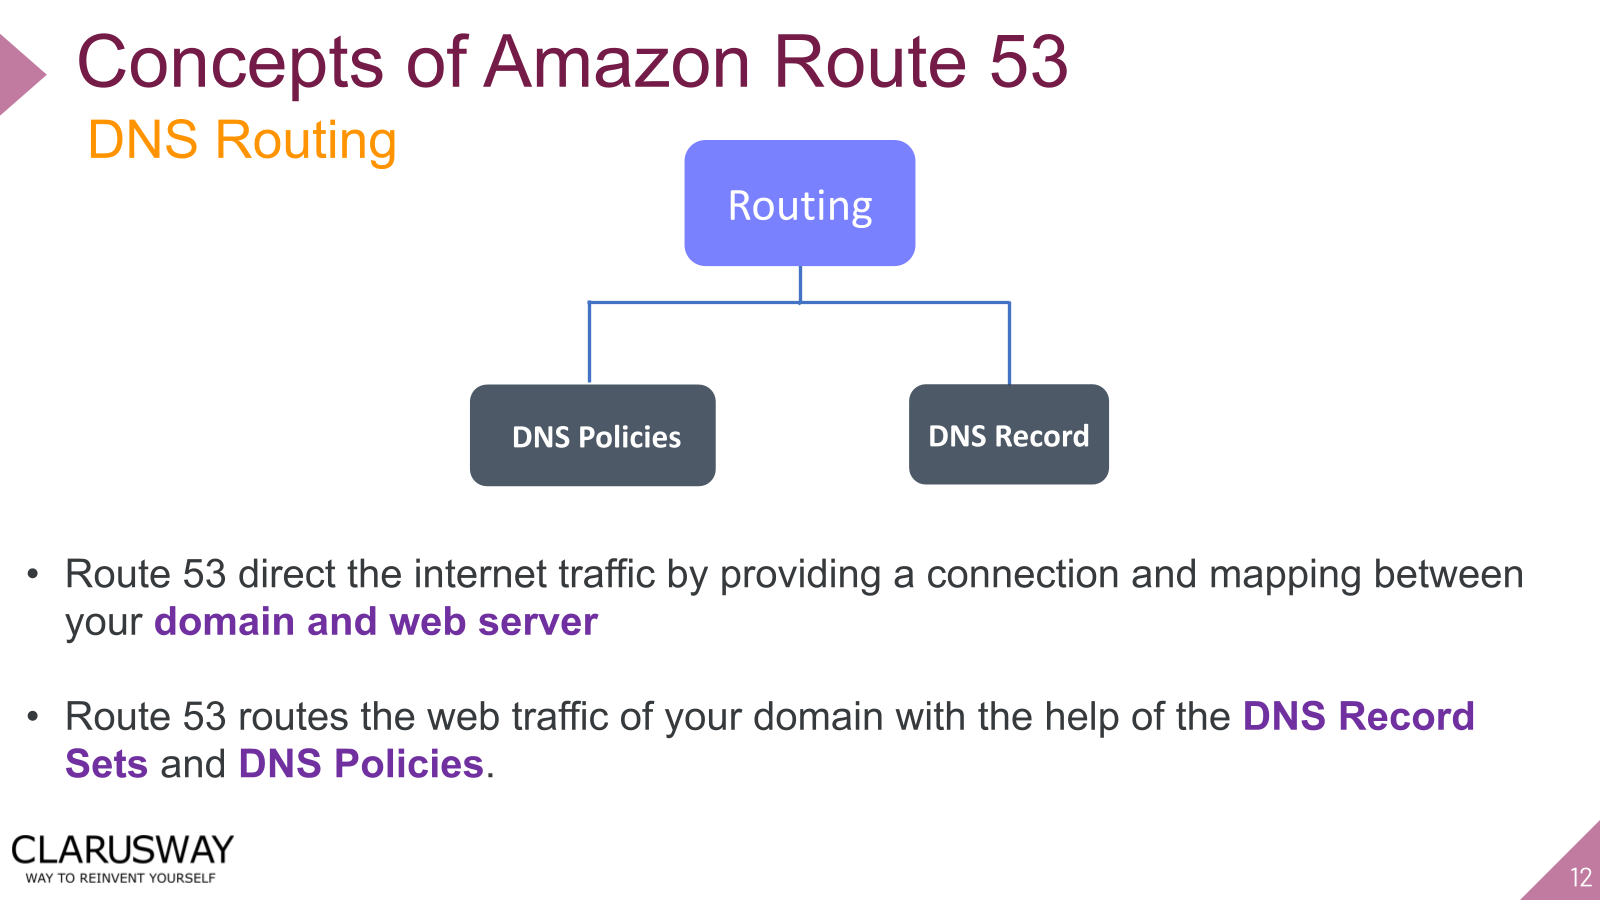 Concepts of Amazon Route 53
DNS Routing
Routing
DNS Policies
DNS Record
• Route 53 direct the internet traffic by providing a connection and mapping between
your domain and web server
• Route 53 routes the web traffic of your domain with the help of the DNS Record
Sets and DNS Policies.
CLARUSWAY
WAY TO REINVENT YOURSELF
12